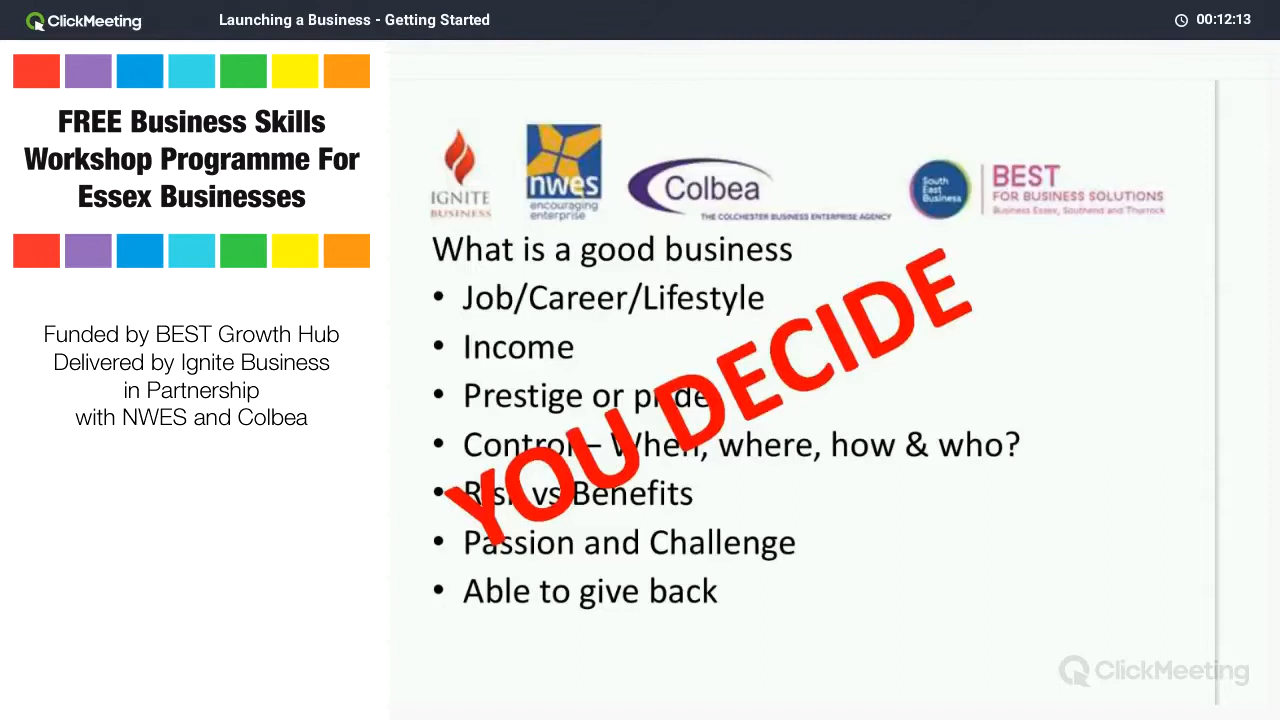 ClickMeeting
Launching a Business - Getting Started
00:12:13
FREE Business Skills
Workshop Programme For
Essex Businesses
Funded by BEST Growth Hub
Delivered by Ignite Business
in Partnership
with NWES and Colbea
IGNITE
BUSINESS
nwes
encouraging
enterprise
Colbea
THE COLCHESTER BUSINESS ENTERPRISE AGENCY
South
East
Business
BEST
FOR BUSINESS SOLUTIONS
Business Essex, Southend and Thurrock
What is a good business
• Job/Career/Lifestyle
• Income
• Prestige or pride
• Control – When, where, how & who?
• Risk vs Benefits
• Passion and Challenge
• Able to give back
YOU DECIDE
ClickMeeting